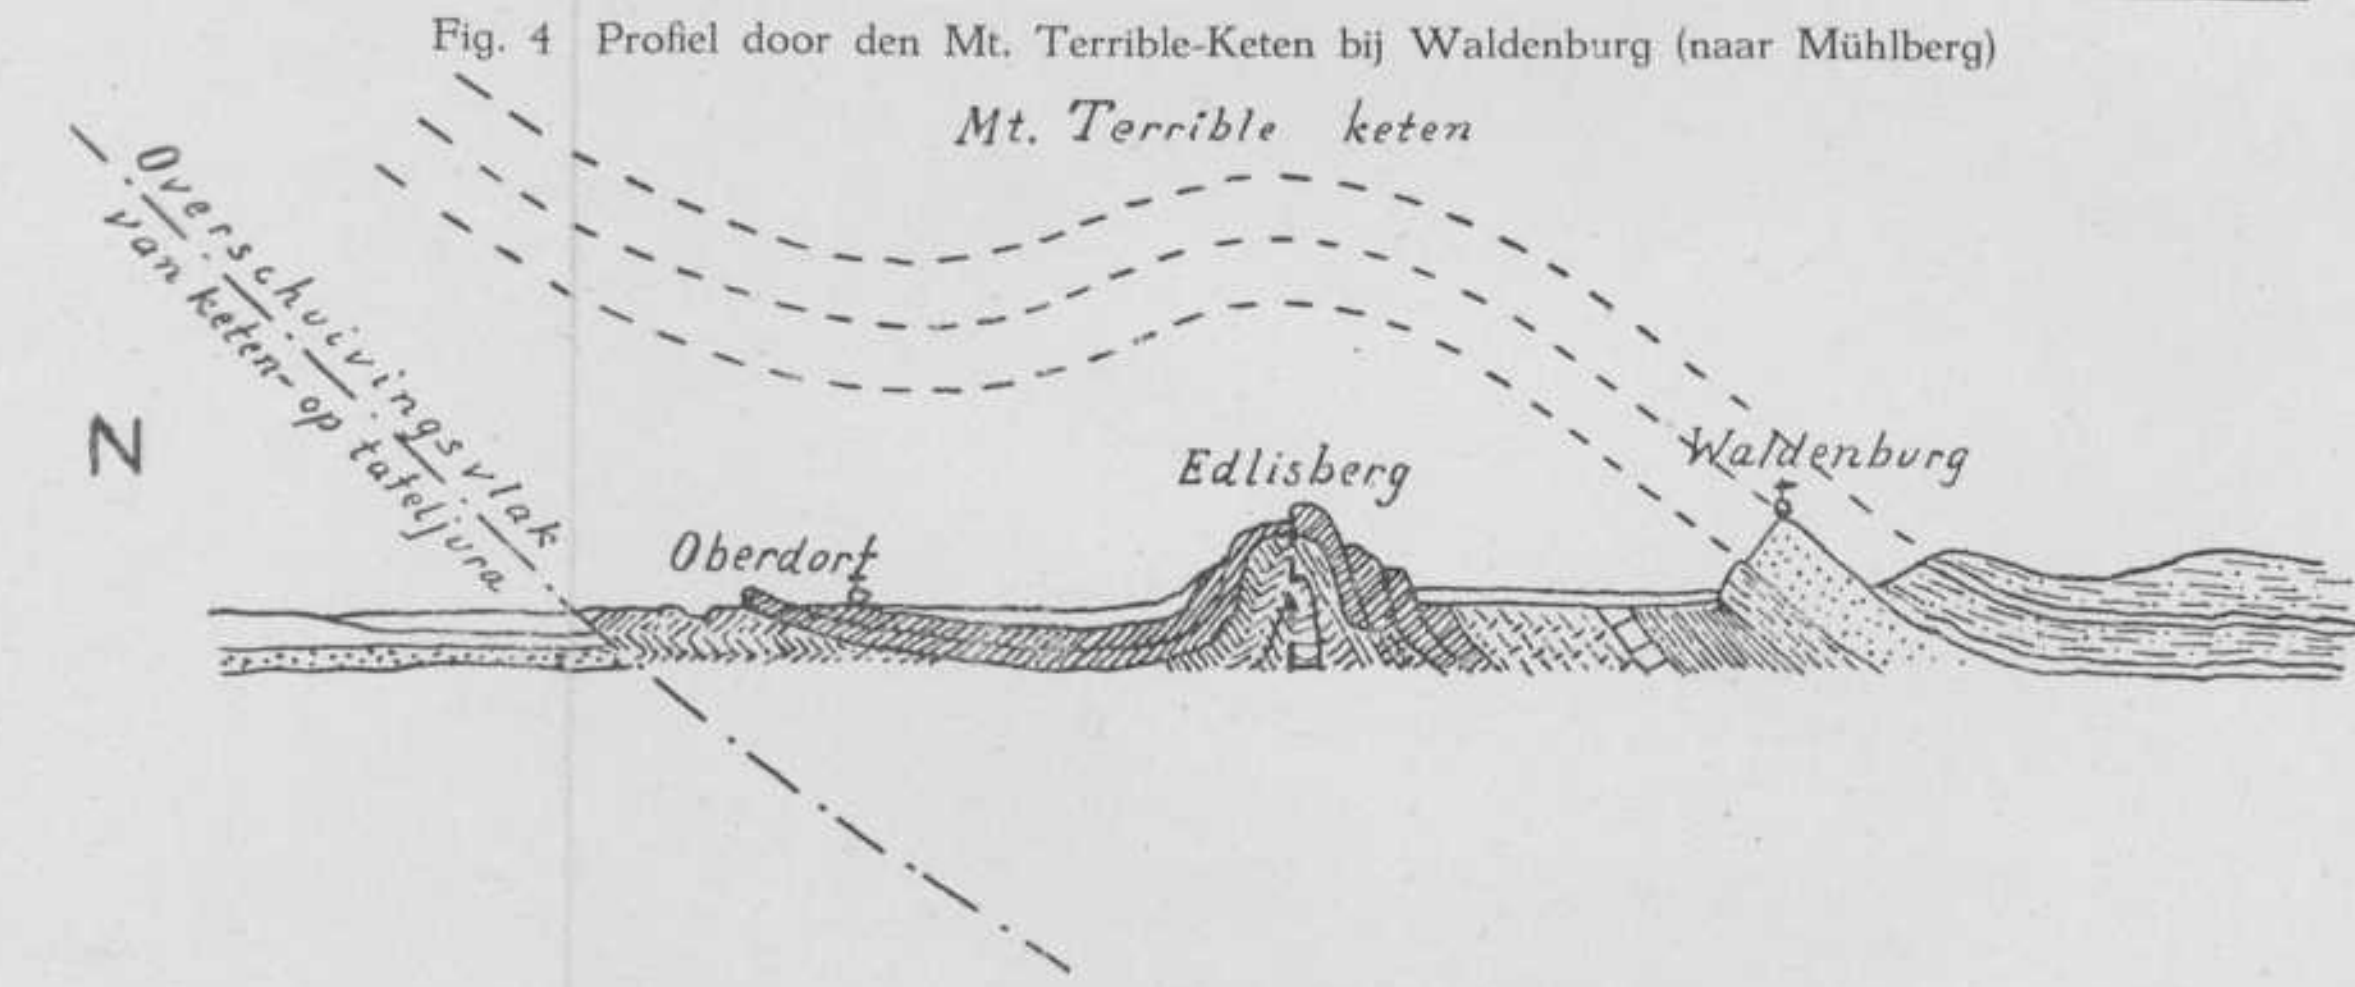 Fig. 4 Profiel door den Mt. Terrible-Keten bij Waldenburg (naar Mühlberg)
Mt. Terrible keten
Overschuivingsvlak
van keten- op tafeljura
N
Waldenburg
Edlisberg
Oberdorf